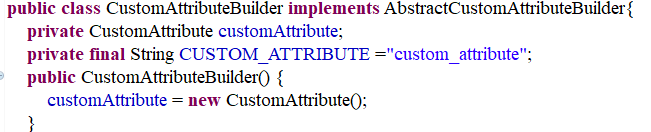 public class CustomAttributeBuilder implements AbstractCustomAttributeBuilder{
private CustomAttribute customAttribute;
private final String CUSTOM_ATTRIBUTE ="custom_attribute";
public CustomAttributeBuilder() {
customAttribute = new CustomAttribute();
}